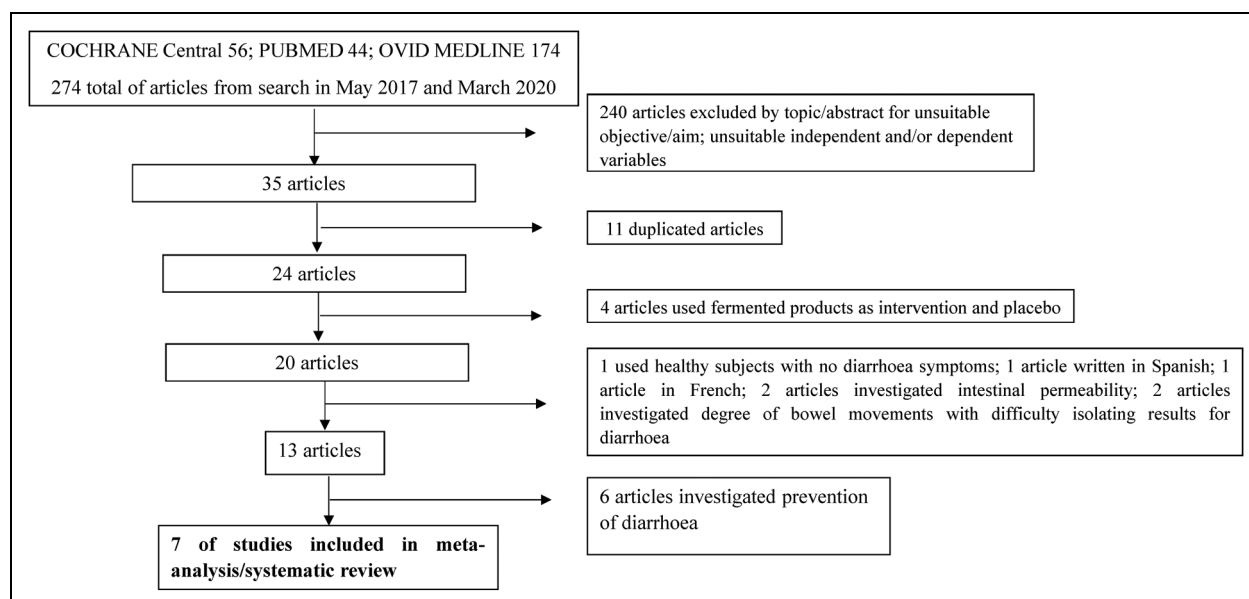 COCHRANE Central 56; PUBMED 44; OVID MEDLINE 174
274 total of articles from search in May 2017 and March 2020
240 articles excluded by topic/abstract for unsuitable
objective/aim; unsuitable independent and/or dependent
variables
35 articles
11 duplicated articles
24 articles
4 articles used fermented products as intervention and placebo
20 articles
1 used healthy subjects with no diarrhoea symptoms; 1 article written in Spanish; 1
article in French; 2 articles investigated intestinal permeability; 2 articles
investigated degree of bowel movements with difficulty isolating results for
diarrhoea
13 articles
6 articles investigated prevention
of diarrhoea
7 of studies included in meta-
analysis/systematic review